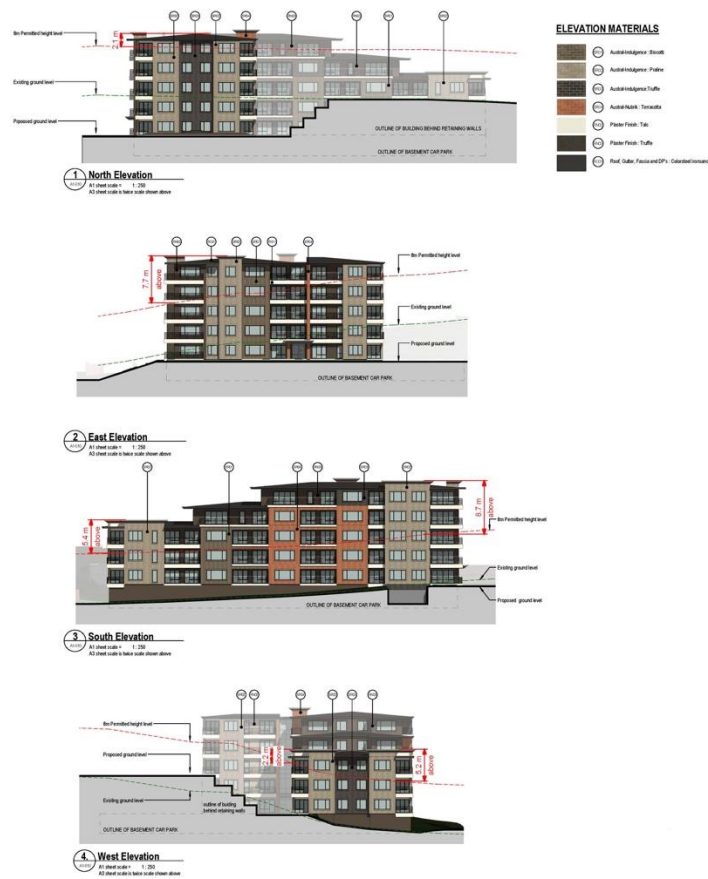 ELEVATION MATERIALS
Austral-Indulgence : Biscotti
Austral-Indulgence : Praline
Austral-Indulgence : Truffle
Austral-Nubrik : Terracotta
Plaster Finish : Talc
Plaster Finish : Truffle
Roof, Gutter, Fascia and DP's : Colorsteel Ironsand
8m Permitted height level
2.1 m
Existing ground level
Proposed ground level
OUTLINE OF BUILDING BEHIND RETAINING WALLS
OUTLINE OF BASEMENT CAR PARK
1 North Elevation
A1 sheet scale = 1 : 250
A3 sheet scale is twice scale shown above
7.7 m
above
8m Permitted height level
Existing ground level
Proposed ground level
OUTLINE OF BASEMENT CAR PARK
2 East Elevation
A1 sheet scale = 1 : 250
A3 sheet scale is twice scale shown above
5.4 m
above
8.7 m
above
8m Permitted height level
Existing ground level
Proposed ground level
OUTLINE OF BASEMENT CAR PARK
3 South Elevation
A1 sheet scale = 1 : 250
A3 sheet scale is twice scale shown above
8m Permitted height level
2.2 m
above
5.2 m
above
Proposed ground level
Existing ground level
outline of building
behind retaining walls
OUTLINE OF BASEMENT CAR PARK
4. West Elevation
A1 sheet scale = 1 : 250
A3 sheet scale is twice scale shown above